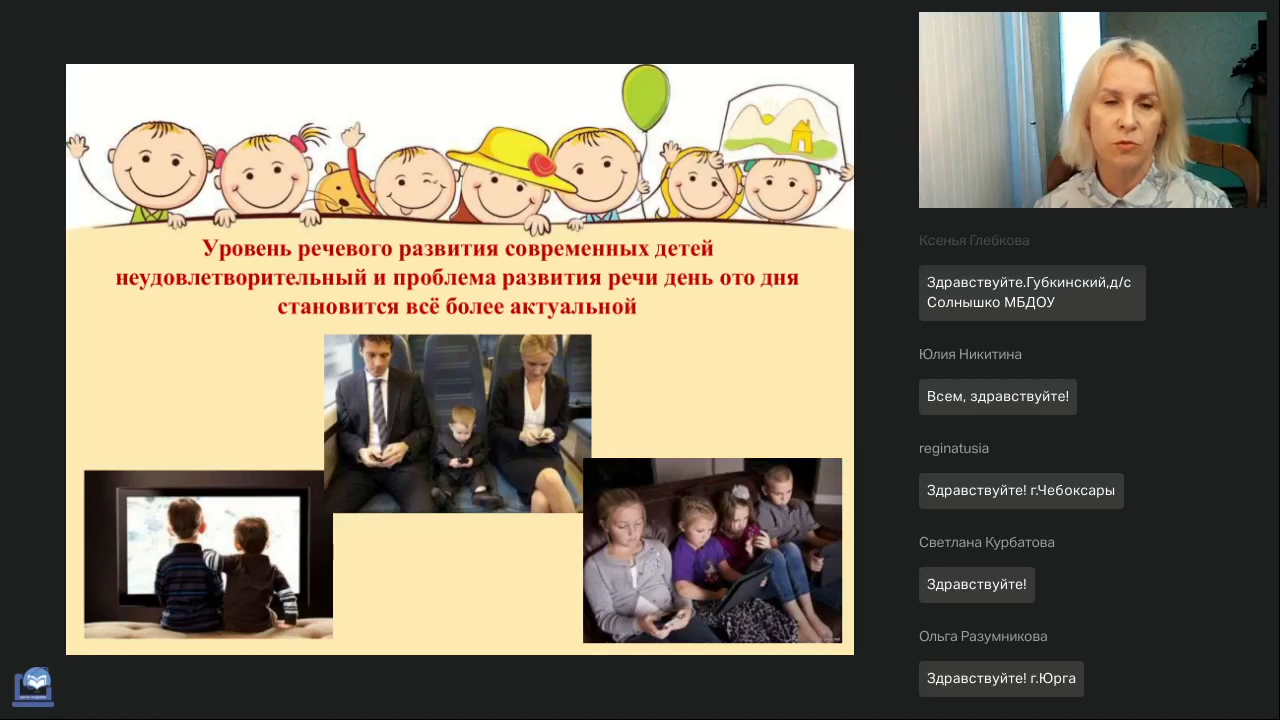 Уровень речевого развития современных детей
неудовлетворительный и проблема развития речи день ото дня
становится всё более актуальной
Ксенья Глебкова
Здравствуйте.Губкинский,д/с
Солнышко МБДОУ
Юлия Никитина
Всем, здравствуйте!
reginatusia
Здравствуйте! г.Чебоксары
Светлана Курбатова
Здравствуйте!
Ольга Разумникова
Здравствуйте! г.Юрга